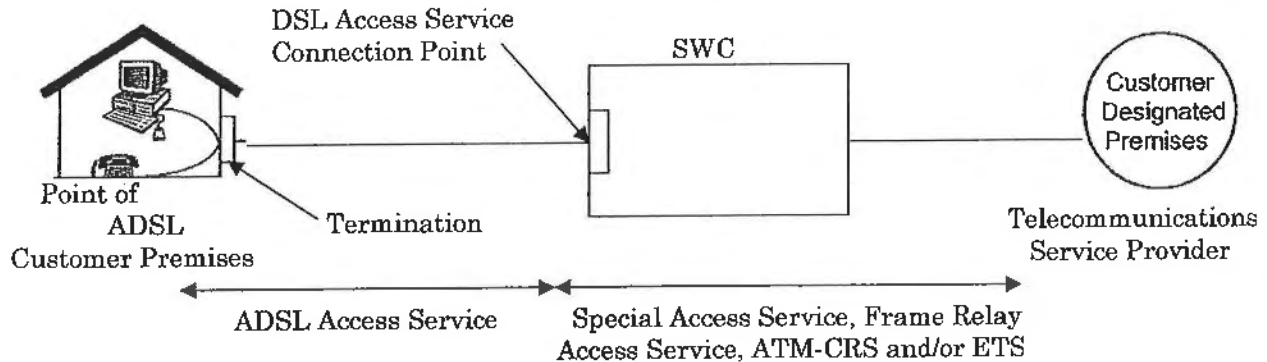 DSL Access Service
Connection Point
SWC
Customer
Designated
Premises
Point of
ADSL
Customer Premises
Termination
Telecommunications
Service Provider
ADSL Access Service
Special Access Service, Frame Relay
Access Service, ATM-CRS and/or ETS